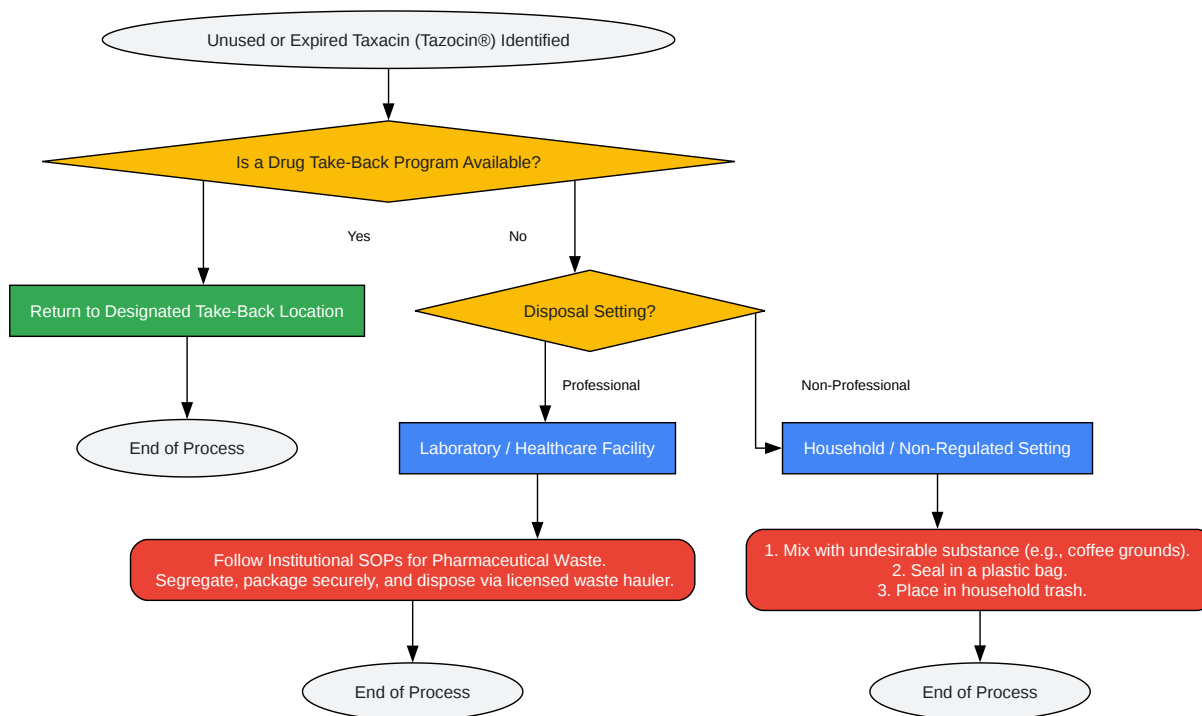 Unused or Expired Taxacin (Tazocin®) Identified
Is a Drug Take-Back Program Available?
Yes
No
Return to Designated Take-Back Location
Disposal Setting?
Professional
Non-Professional
End of Process
Laboratory / Healthcare Facility
Household / Non-Regulated Setting
Follow Institutional SOPs for Pharmaceutical Waste.
Segregate, package securely, and dispose via licensed waste hauler.
1. Mix with undesirable substance (e.g., coffee grounds).
2. Seal in a plastic bag.
3. Place in household trash.
End of Process
End of Process